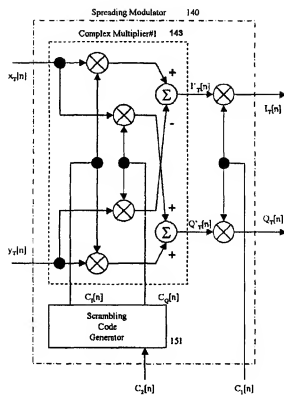 Spreading Modulator 140
Complex Multiplier#1 143
x_T[n]
+
Σ
I'_T[n]
I_T[n]
-
+
Σ
Q'_T[n]
Q_T[n]
y_T[n]
+
C_I[n]
C_Q[n]
Scrambling
Code
Generator
151
C_2[n]
C_1[n]